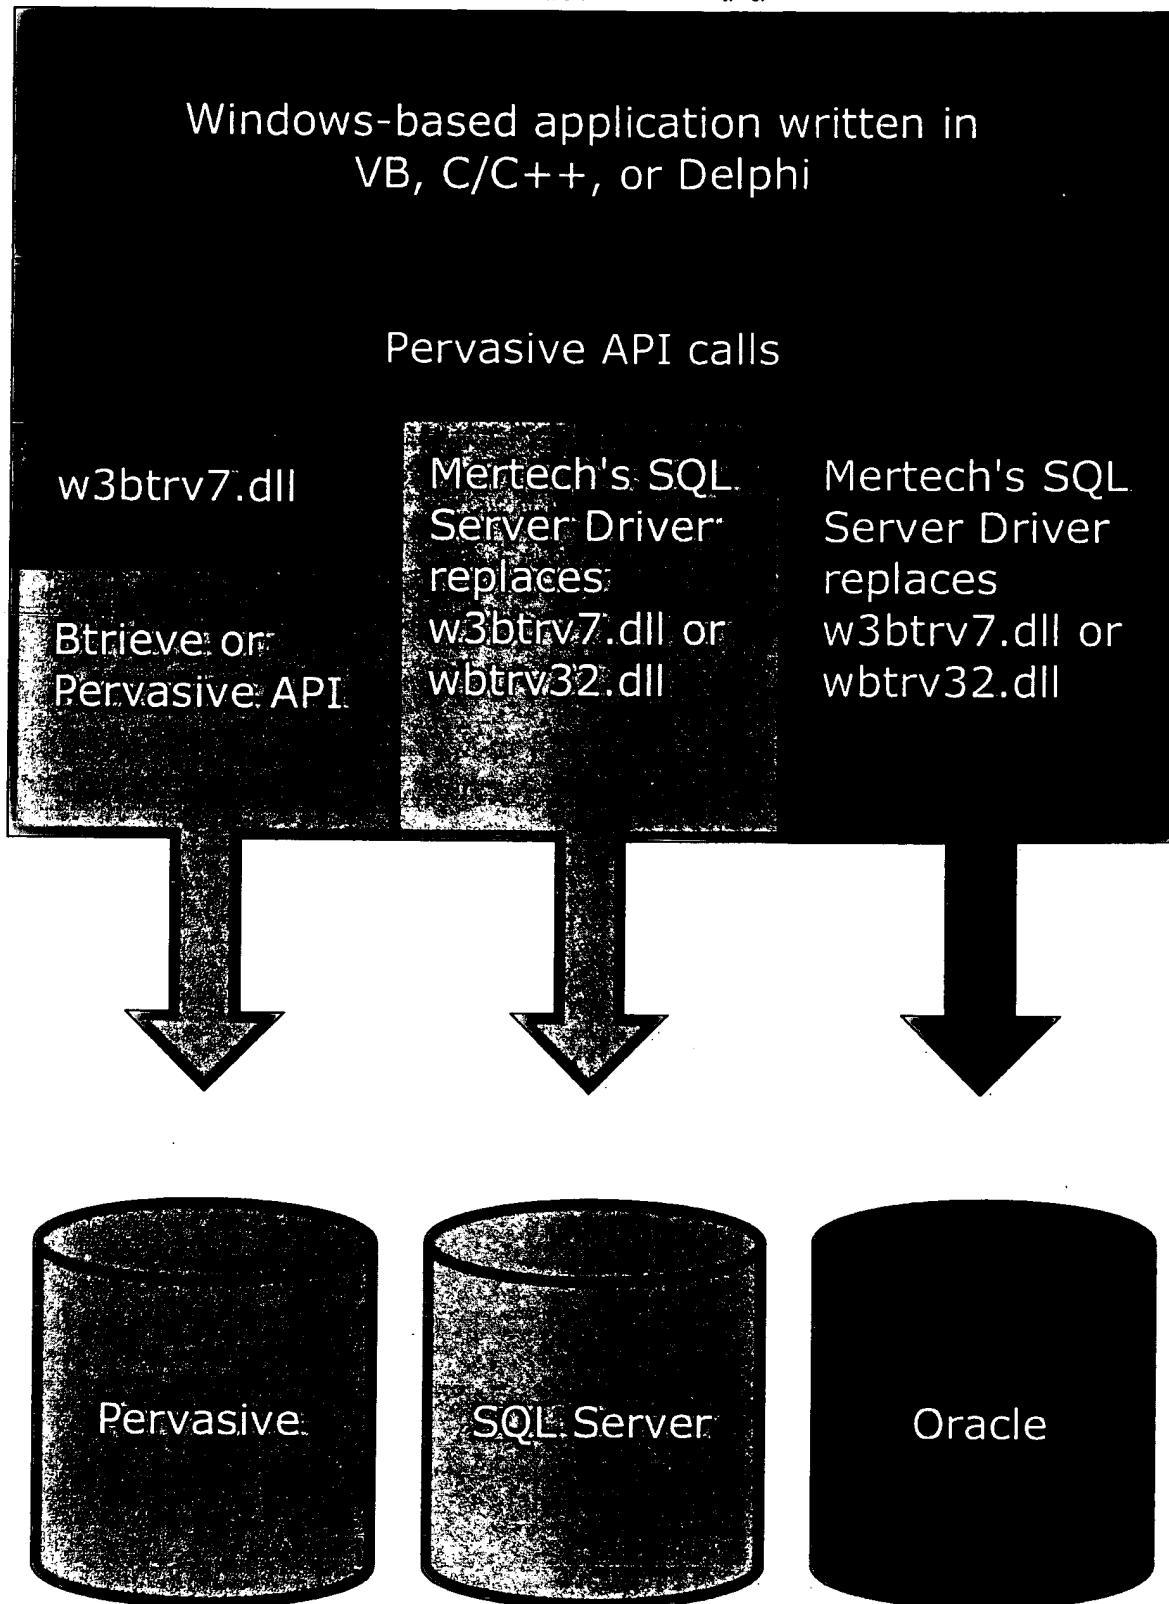 Windows-based application written in
VB, C/C++, or Delphi
Pervasive API calls
w3btrv7.dll
Btrieve or
Pervasive API
Mertech's SQL
Server Driver
replaces
w3btrv7.dll or
wbtrv32.dll
Mertech's SQL
Server Driver
replaces
w3btrv7.dll or
wbtrv32.dll
Pervasive
SQL Server
Oracle